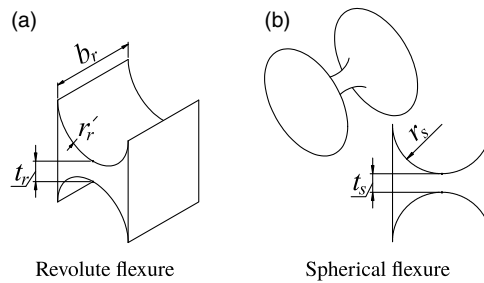 (a)
b_r
r_r′
t_r
Revolute flexure
(b)
r_s
t_s
Spherical flexure